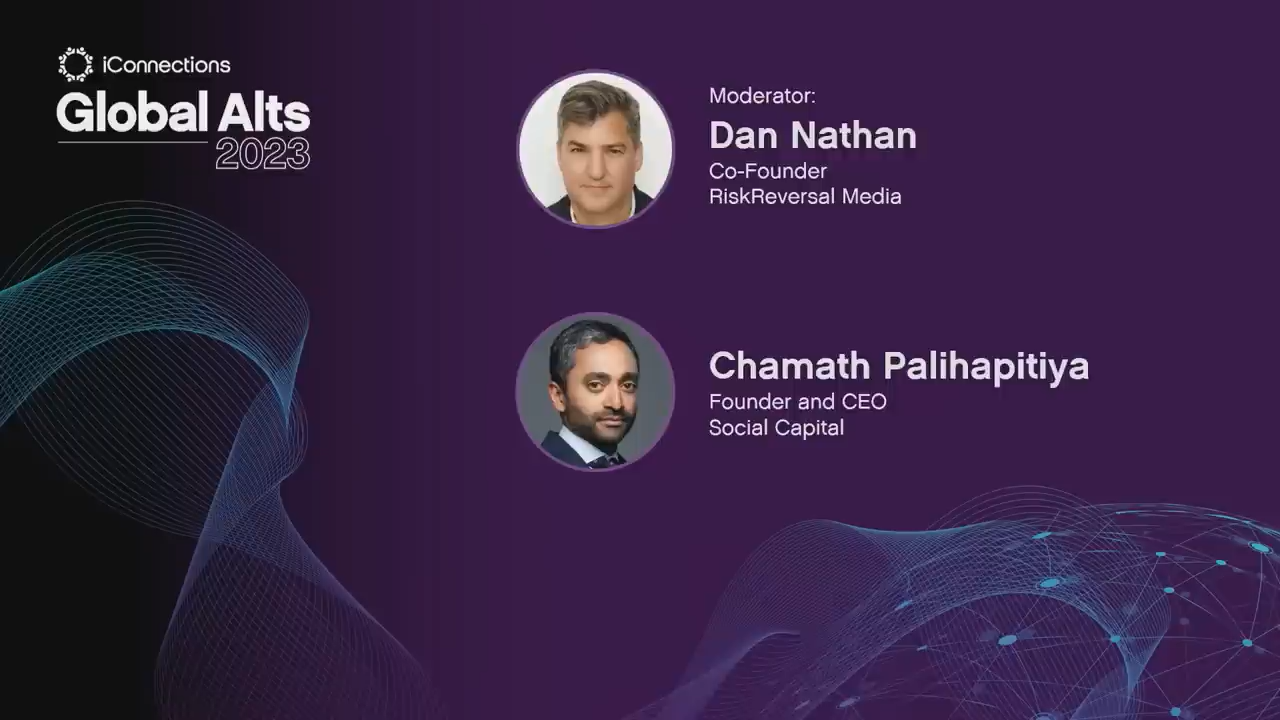 iConnections
Global Alts
2023
Moderator:
Dan Nathan
Co-Founder
RiskReversal Media
Chamath Palihapitiya
Founder and CEO
Social Capital